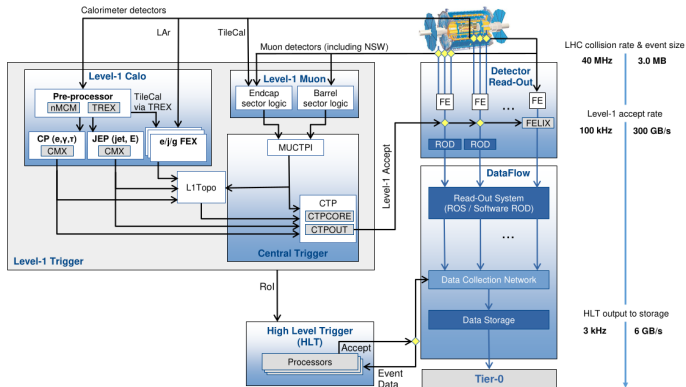 Calorimeter detectors
LAr
TileCal
Muon detectors (including NSW)
LHC collision rate & event size
40 MHz 3.0 MB
Level-1 Calo
Pre-processor
nMCM TREX
TileCal
via TREX
CP (e,γ,τ)
CMX
JEP (jet, E)
CMX
e/j/g FEX
Level-1 Muon
Endcap
sector logic
Barrel
sector logic
MUCTPI
L1Topo
CTP
CTPCORE
CTPOUT
Central Trigger
Level-1 Trigger
Level-1 Accept
Detector
Read-Out
FE FE ... FE
FELIX
ROD ROD
Level-1 accept rate
100 kHz 300 GB/s
DataFlow
Read-Out System
(ROS / Software ROD)
...
Data Collection Network
Data Storage
RoI
High Level Trigger
(HLT)
Accept
Processors
Event
Data
Tier-0
HLT output to storage
3 kHz 6 GB/s